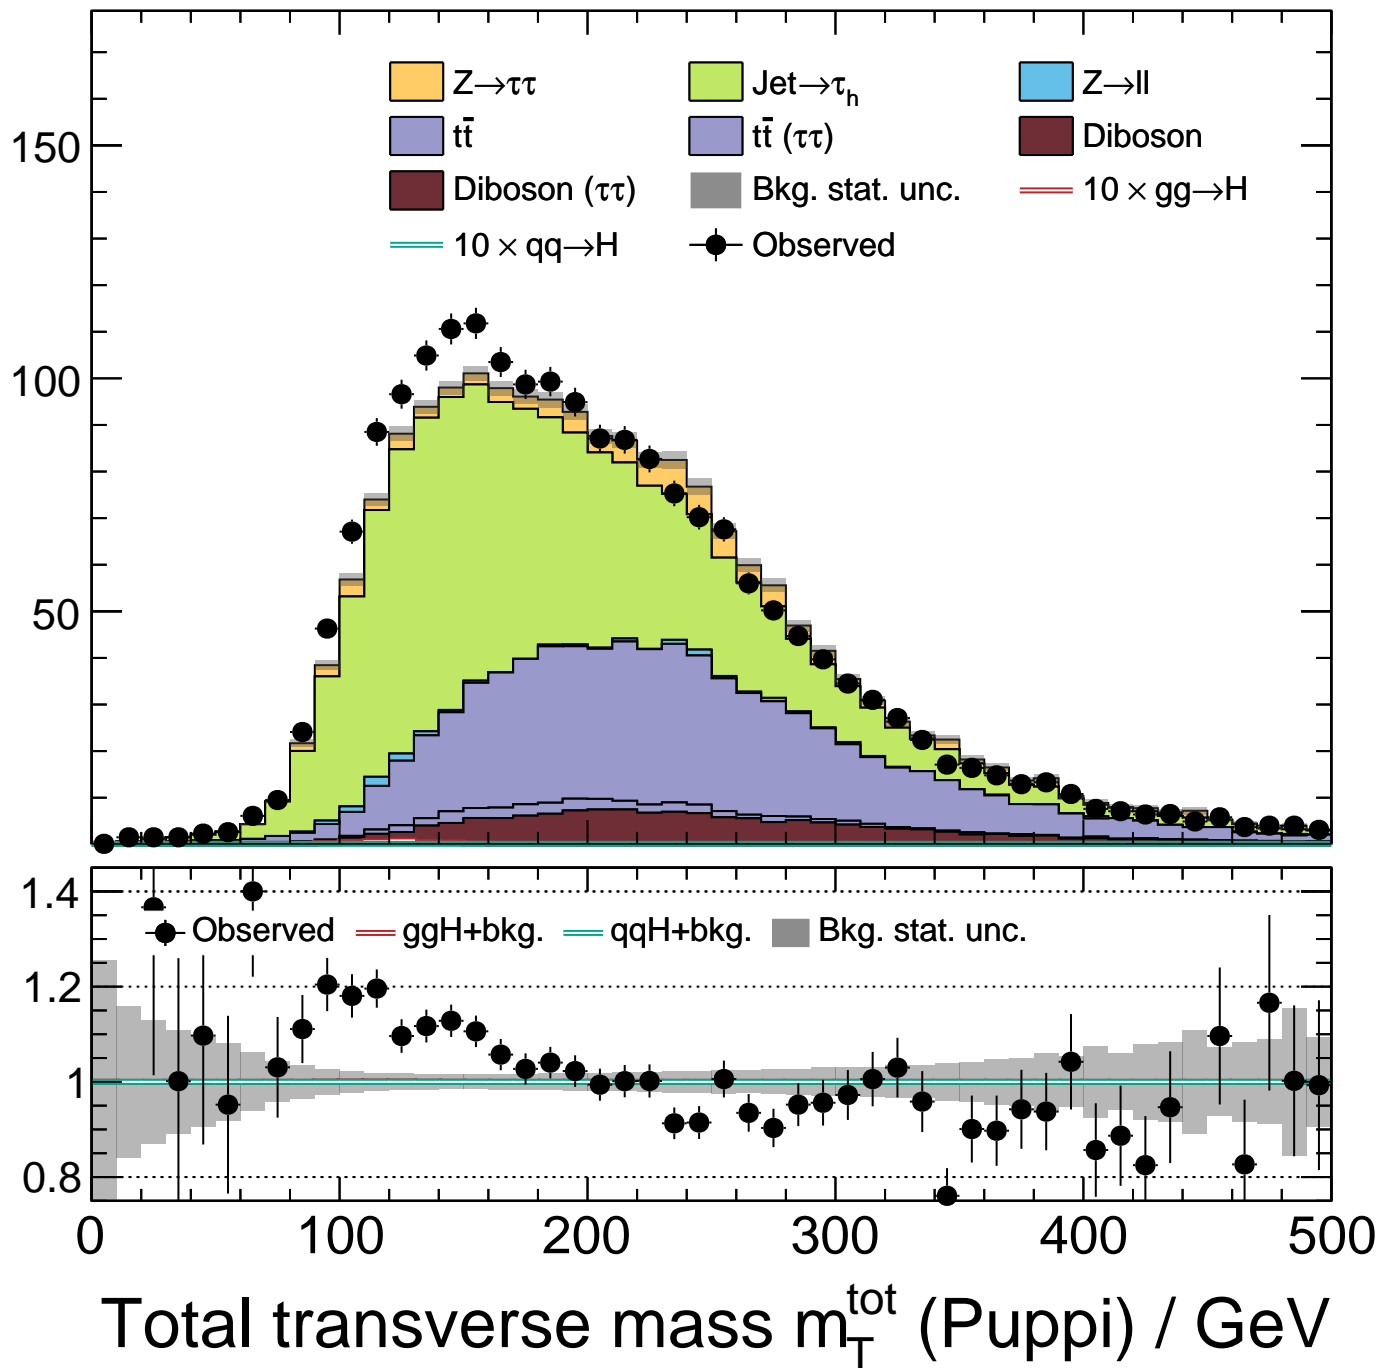 Z→ττ Jet→τ_h Z→ll
tt̄ tt̄ (ττ) Diboson
Diboson (ττ) Bkg. stat. unc. 10 × gg→H
10 × qq→H Observed
150
100
50
1.4
Observed ggH+bkg. qqH+bkg. Bkg. stat. unc.
1.2
1
0.8
0 100 200 300 400 500
Total transverse mass m_T^tot (Puppi) / GeV